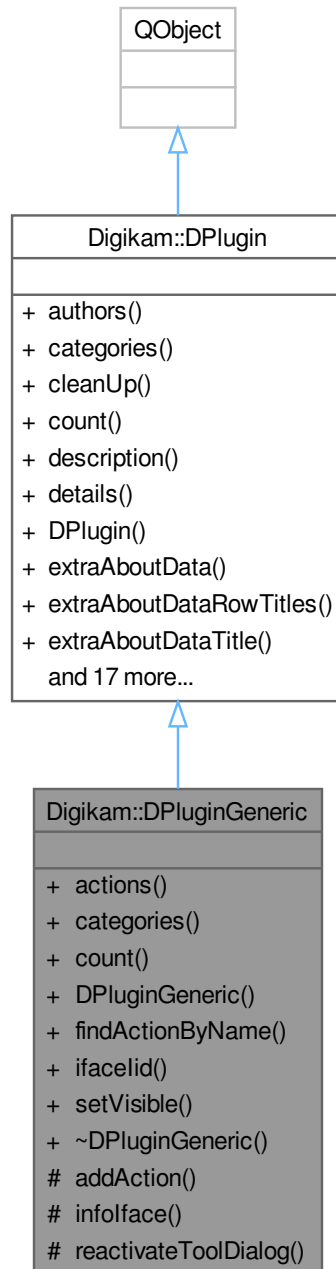 QObject
Digikam::DPlugin
+ authors()
+ categories()
+ cleanUp()
+ count()
+ description()
+ details()
+ DPlugin()
+ extraAboutData()
+ extraAboutDataRowTitles()
+ extraAboutDataTitle()
and 17 more...
Digikam::DPluginGeneric
+ actions()
+ categories()
+ count()
+ DPluginGeneric()
+ findActionByName()
+ ifaceIid()
+ setVisible()
+ ~DPluginGeneric()
# addAction()
# infoIface()
# reactivateToolDialog()